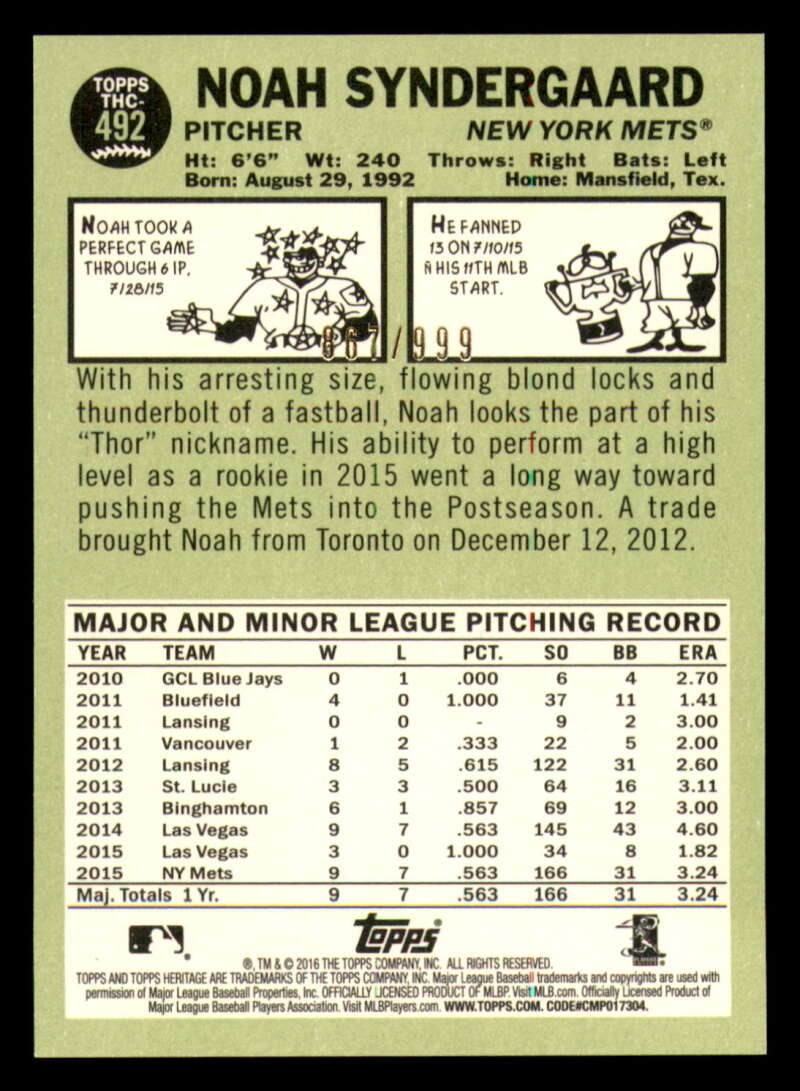 TOPPS
THC-
492
NOAH SYNDERGAARD
PITCHER NEW YORK METS®
Ht: 6'6" Wt: 240 Throws: Right Bats: Left
Born: August 29, 1992 Home: Mansfield, Tex.
NOAH TOOK A
PERFECT GAME
THROUGH 6 IP,
7/28/15
HE FANNED
13 ON 7/10/15
ñ HIS 11TH MLB
START.
867/999
With his arresting size, flowing blond locks and
thunderbolt of a fastball, Noah looks the part of his
"Thor" nickname. His ability to perform at a high
level as a rookie in 2015 went a long way toward
pushing the Mets into the Postseason. A trade
brought Noah from Toronto on December 12, 2012.
MAJOR AND MINOR LEAGUE PITCHING RECORD
YEAR TEAM W L PCT. SO BB ERA
2010 GCL Blue Jays 0 1 .000 6 4 2.70
2011 Bluefield 4 0 1.000 37 11 1.41
2011 Lansing 0 0 - 9 2 3.00
2011 Vancouver 1 2 .333 22 5 2.00
2012 Lansing 8 5 .615 122 31 2.60
2013 St. Lucie 3 3 .500 64 16 3.11
2013 Binghamton 6 1 .857 69 12 3.00
2014 Las Vegas 9 7 .563 145 43 4.60
2015 Las Vegas 3 0 1.000 34 8 1.82
2015 NY Mets 9 7 .563 166 31 3.24
Maj. Totals 1 Yr. 9 7 .563 166 31 3.24
Topps®
®, TM & © 2016 THE TOPPS COMPANY, INC. ALL RIGHTS RESERVED.
TOPPS AND TOPPS HERITAGE ARE TRADEMARKS OF THE TOPPS COMPANY, INC. Major League Baseball trademarks and copyrights are used with
permission of Major League Baseball Properties, Inc. OFFICIALLY LICENSED PRODUCT OF MLBP. Visit MLB.com. Officially Licensed Product of
Major League Baseball Players Association. Visit MLBPlayers.com. WWW.TOPPS.COM. CODE#CMP017304.